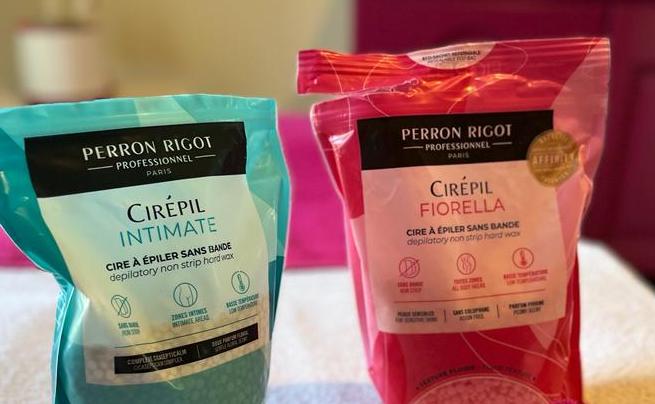 PERRON RIGOT
PROFESSIONNEL
PARIS
CIRÉPIL
INTIMATE
CIRE À ÉPILER SANS BANDE
depilatory non strip hard wax
SANS BANDE
NON STRIP
ZONES INTIMES
INTIMATE AREAS
BASSE TEMPÉRATURE
LOW TEMPERATURE
PERRON RIGOT
PROFESSIONNEL
PARIS
CIRÉPIL
FIORELLA
CIRE À ÉPILER SANS BANDE
depilatory non strip hard wax
SANS BANDE
NON STRIP
TOUTES ZONES
ALL BODY AREAS
BASSE TEMPÉRATURE
LOW TEMPERATURE
PEAUX SENSIBLES
FOR SENSITIVE SKINS
SANS COLOPHANE
ROSIN FREE
PARFUM PIVOINE
PEONY SCENT
AFFINITY
TEXTURE FLUIDE